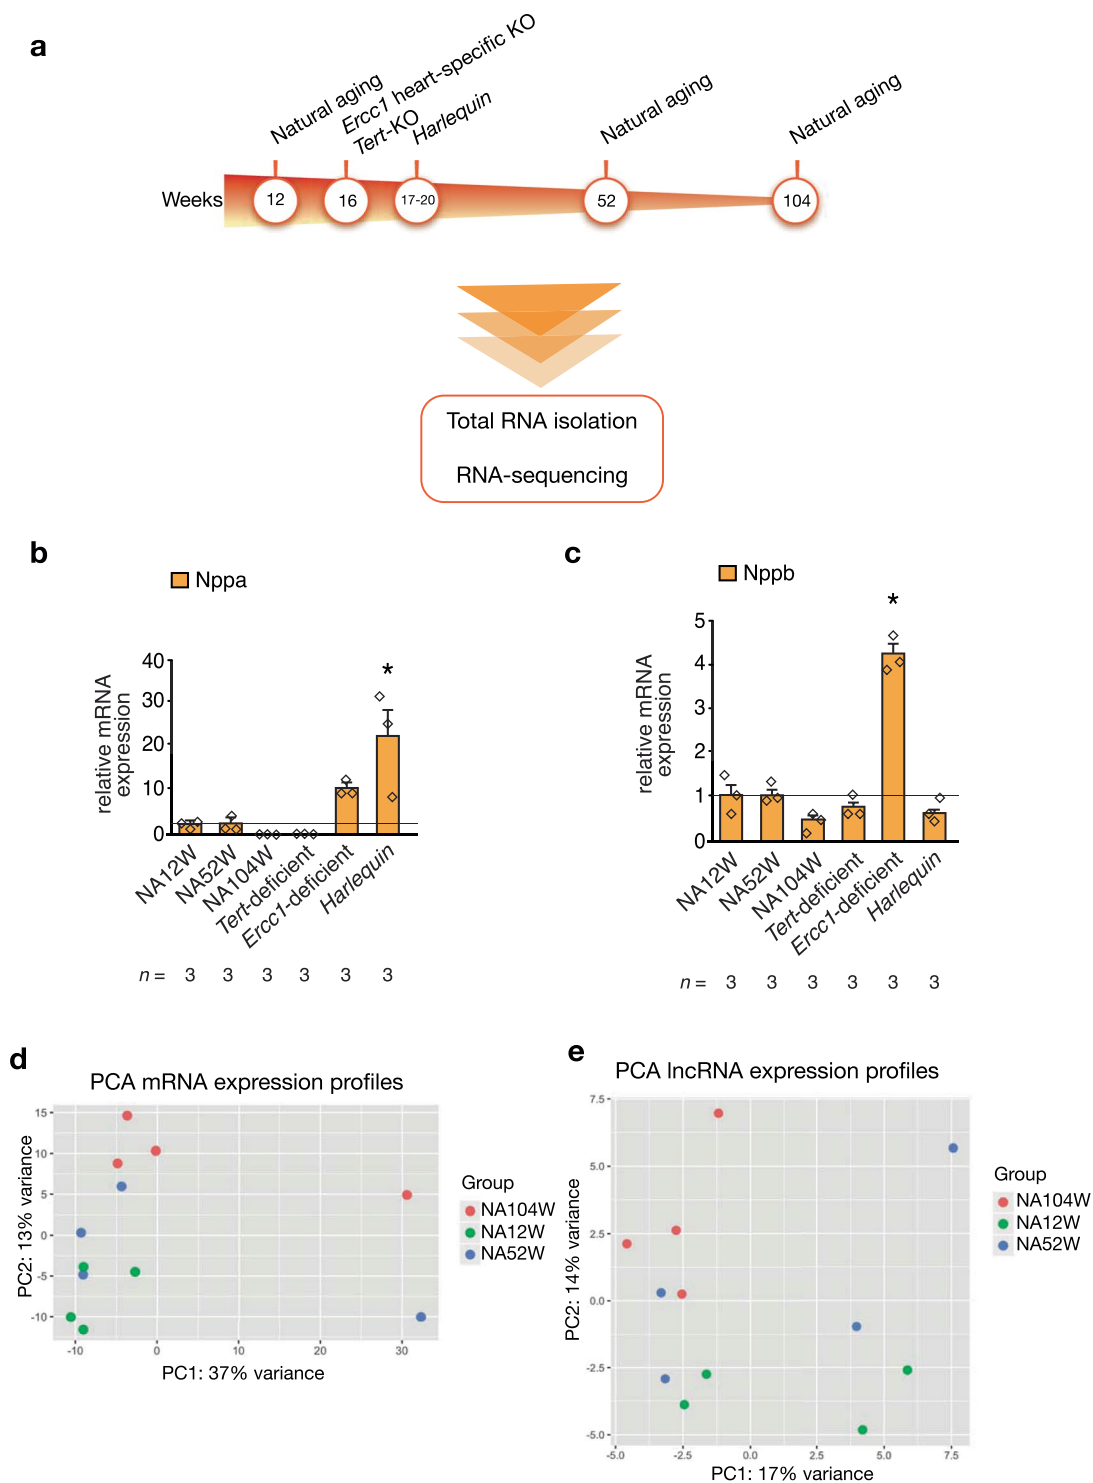 a
Natural aging
Ercc1 heart-specific KO
Tert-KO
Harlequin
Natural aging
Natural aging
Weeks
12
16
17-20
52
104
Total RNA isolation
RNA-sequencing
b
Nppa
relative mRNA
expression
40
30
20
10
0
*
NA12W
NA52W
NA104W
Tert-deficient
Ercc1-deficient
Harlequin
n = 3 3 3 3 3 3
c
Nppb
relative mRNA
expression
5
4
3
2
1
0
*
NA12W
NA52W
NA104W
Tert-deficient
Ercc1-deficient
Harlequin
n = 3 3 3 3 3 3
d
PCA mRNA expression profiles
PC2: 13% variance
15
10
5
0
-5
-10
-10 0 10 20 30
PC1: 37% variance
Group
NA104W
NA12W
NA52W
e
PCA lncRNA expression profiles
PC2: 14% variance
7.5
5.0
2.5
0.0
-2.5
-5.0
-5.0 -2.5 0.0 2.5 5.0 7.5
PC1: 17% variance
Group
NA104W
NA12W
NA52W